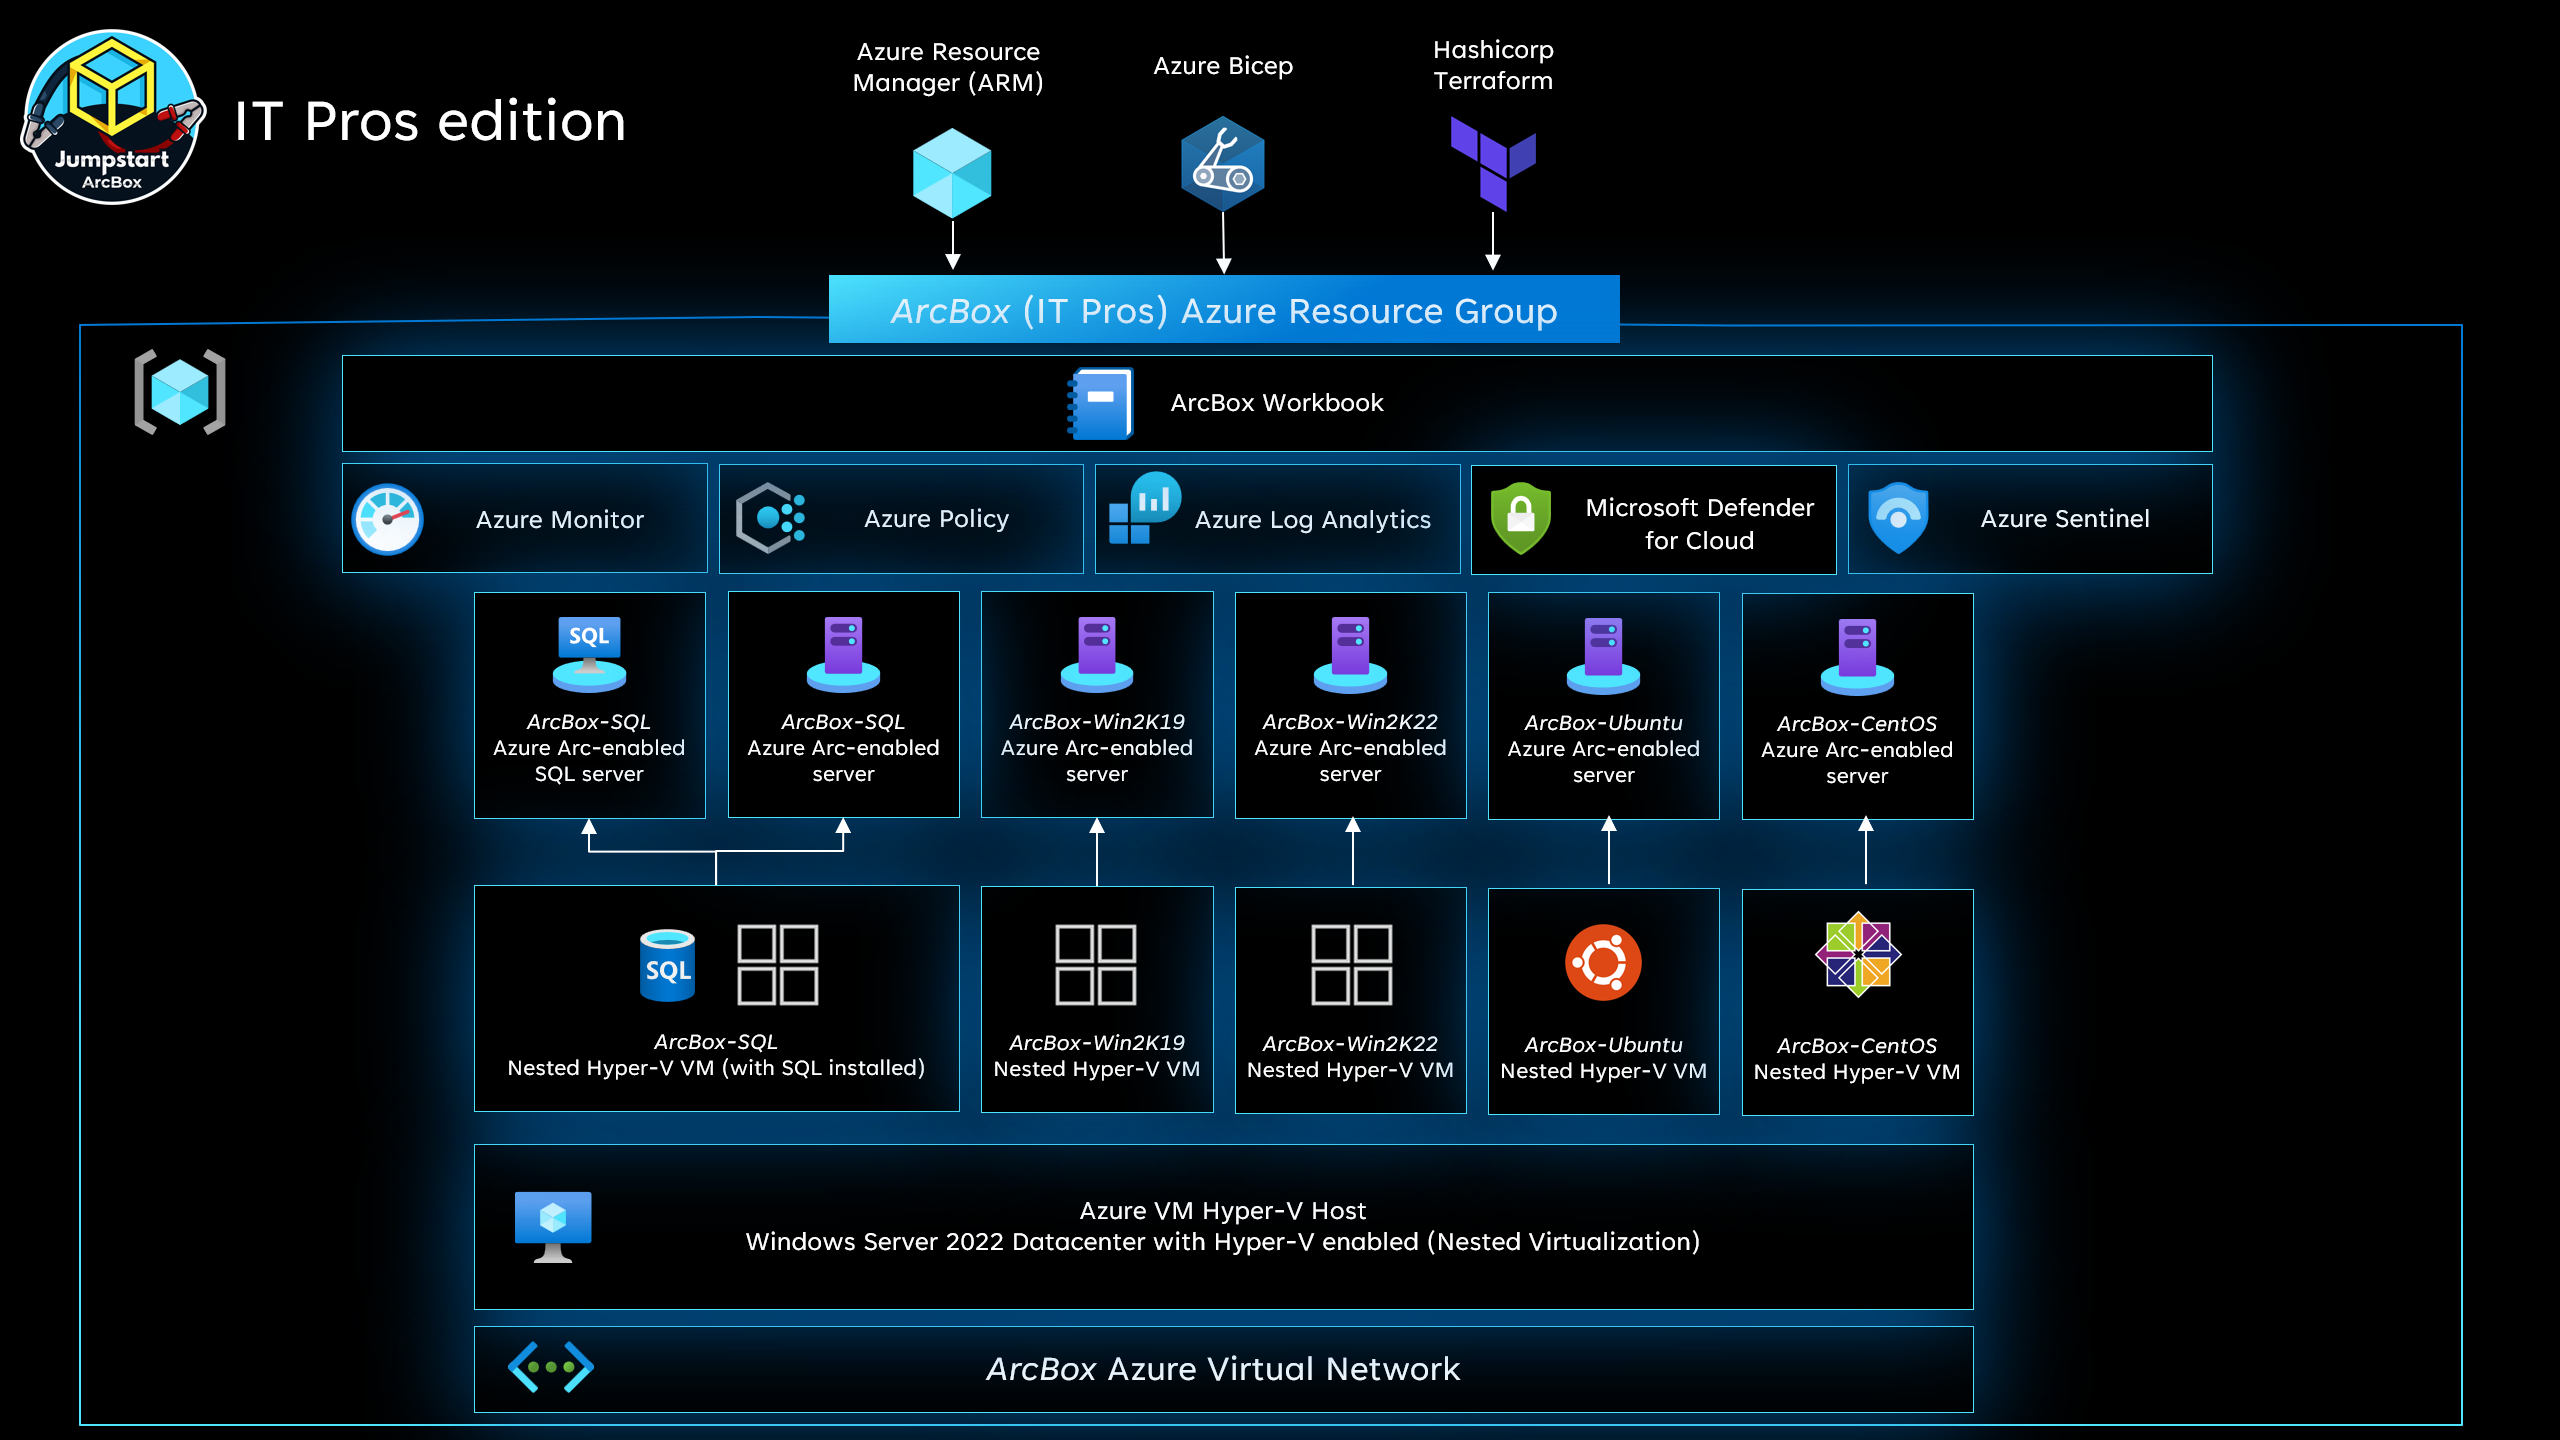 Jumpstart
ArcBox
IT Pros edition
Azure Resource
Manager (ARM)
Azure Bicep
Hashicorp
Terraform
ArcBox (IT Pros) Azure Resource Group
ArcBox Workbook
Azure Monitor
Azure Policy
Azure Log Analytics
Microsoft Defender
for Cloud
Azure Sentinel
SQL
ArcBox-SQL
Azure Arc-enabled
SQL server
ArcBox-SQL
Azure Arc-enabled
server
ArcBox-Win2K19
Azure Arc-enabled
server
ArcBox-Win2K22
Azure Arc-enabled
server
ArcBox-Ubuntu
Azure Arc-enabled
server
ArcBox-CentOS
Azure Arc-enabled
server
SQL
ArcBox-SQL
Nested Hyper-V VM (with SQL installed)
ArcBox-Win2K19
Nested Hyper-V VM
ArcBox-Win2K22
Nested Hyper-V VM
ArcBox-Ubuntu
Nested Hyper-V VM
ArcBox-CentOS
Nested Hyper-V VM
Azure VM Hyper-V Host
Windows Server 2022 Datacenter with Hyper-V enabled (Nested Virtualization)
ArcBox Azure Virtual Network